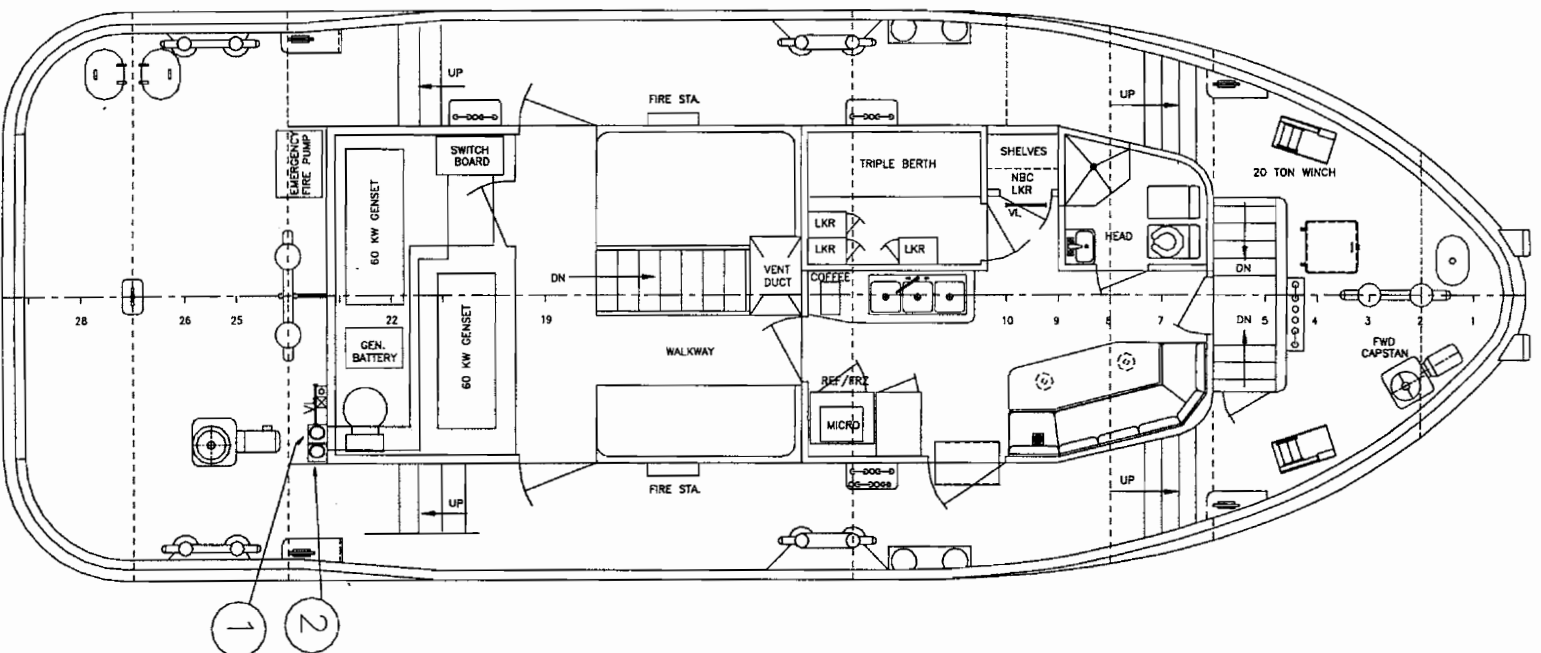 UP
FIRE STA.
UP
EMERGENCY
FIRE PUMP
SWITCH
BOARD
60 KW GENSET
TRIPLE BERTH
SHELVES
NBC
LKR
VL
20 TON WINCH
LKR
LKR
LKR
HEAD
DN
VENT
DUCT
COFFEE
DN
28
26
25
22
19
10
9
8
7
DN
5
4
3
2
1
GEN.
BATTERY
60 KW GENSET
WALKWAY
FWD
CAPSTAN
REF/FRZ
MICRO
VL
UP
FIRE STA.
UP
1
2